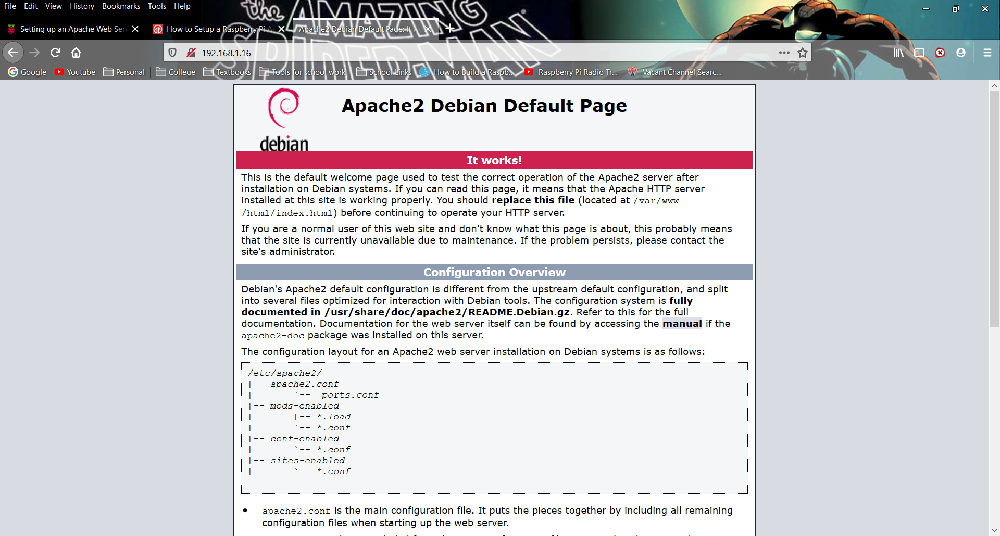 File Edit View History Bookmarks Tools Help
the AMAZING
SPIDER-MAN
Setting up an Apache Web Ser
How to Setup a Raspberry Pi A
Apache2 Debian Default Page: It w
192.168.1.16
Google Youtube Personal College Textbooks Tools for school work School Links How to Build a Raspb... Raspberry Pi Radio Tr... Vacant Channel Searc...
debian
Apache2 Debian Default Page
It works!
This is the default welcome page used to test the correct operation of the Apache2 server after
installation on Debian systems. If you can read this page, it means that the Apache HTTP server
installed at this site is working properly. You should replace this file (located at /var/www
/html/index.html) before continuing to operate your HTTP server.
If you are a normal user of this web site and don't know what this page is about, this probably means
that the site is currently unavailable due to maintenance. If the problem persists, please contact the
site's administrator.
Configuration Overview
Debian's Apache2 default configuration is different from the upstream default configuration, and split
into several files optimized for interaction with Debian tools. The configuration system is fully
documented in /usr/share/doc/apache2/README.Debian.gz. Refer to this for the full
documentation. Documentation for the web server itself can be found by accessing the manual if the
apache2-doc package was installed on this server.
The configuration layout for an Apache2 web server installation on Debian systems is as follows:
/etc/apache2/
|-- apache2.conf
|       `--  ports.conf
|-- mods-enabled
|       |-- *.load
|       `-- *.conf
|-- conf-enabled
|       `-- *.conf
|-- sites-enabled
|       `-- *.conf
• apache2.conf is the main configuration file. It puts the pieces together by including all remaining
configuration files when starting up the web server.